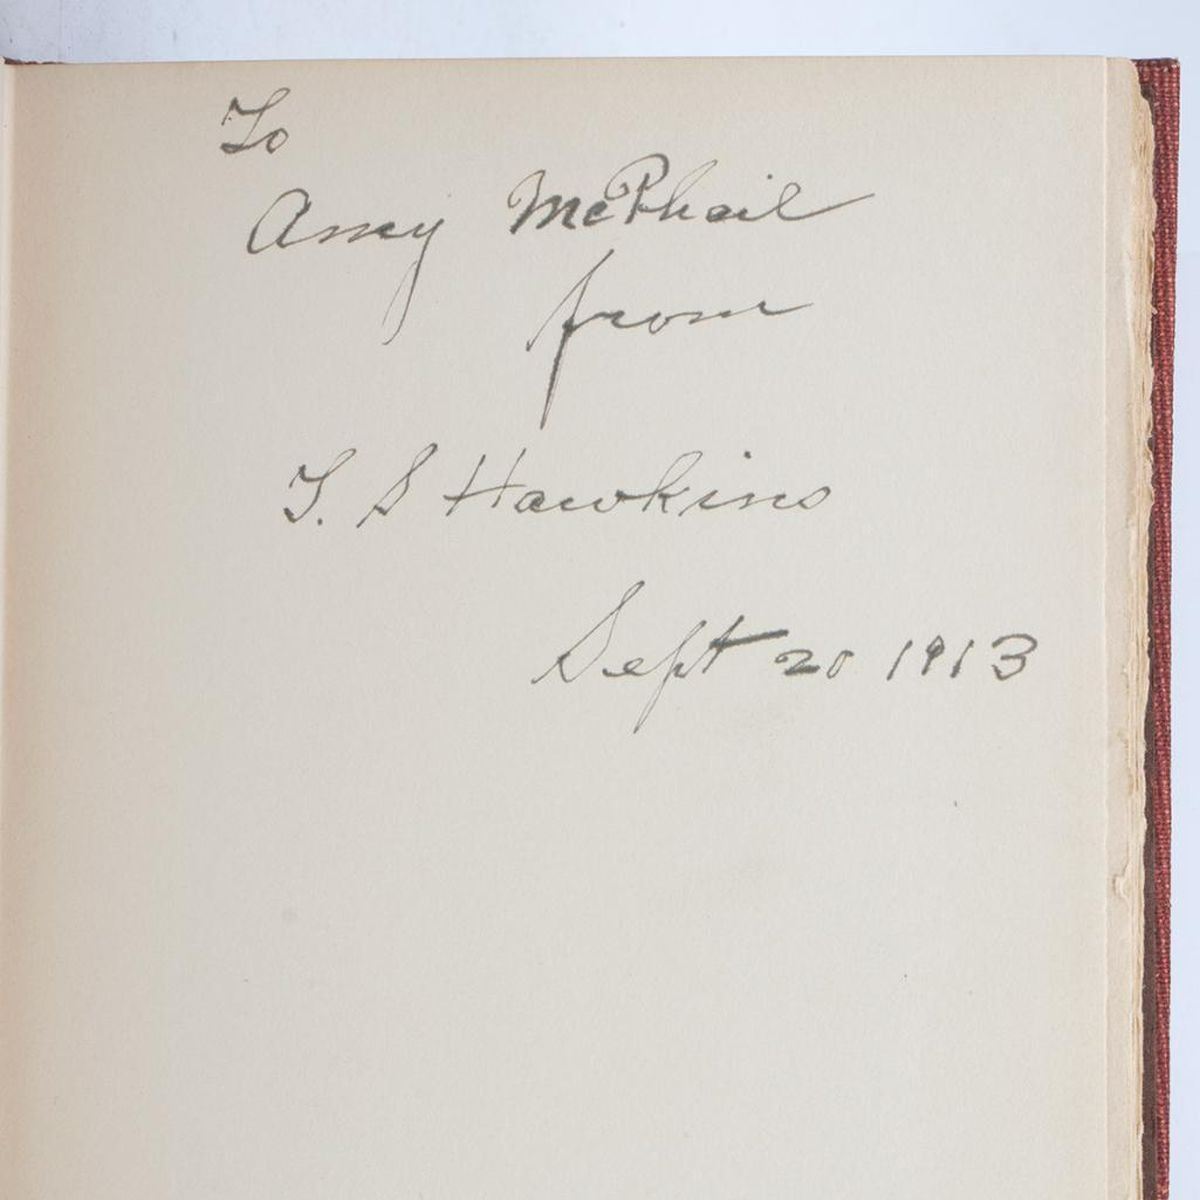 To
Amy McPhail
from
T. S Hawkins
Sept 20 1913